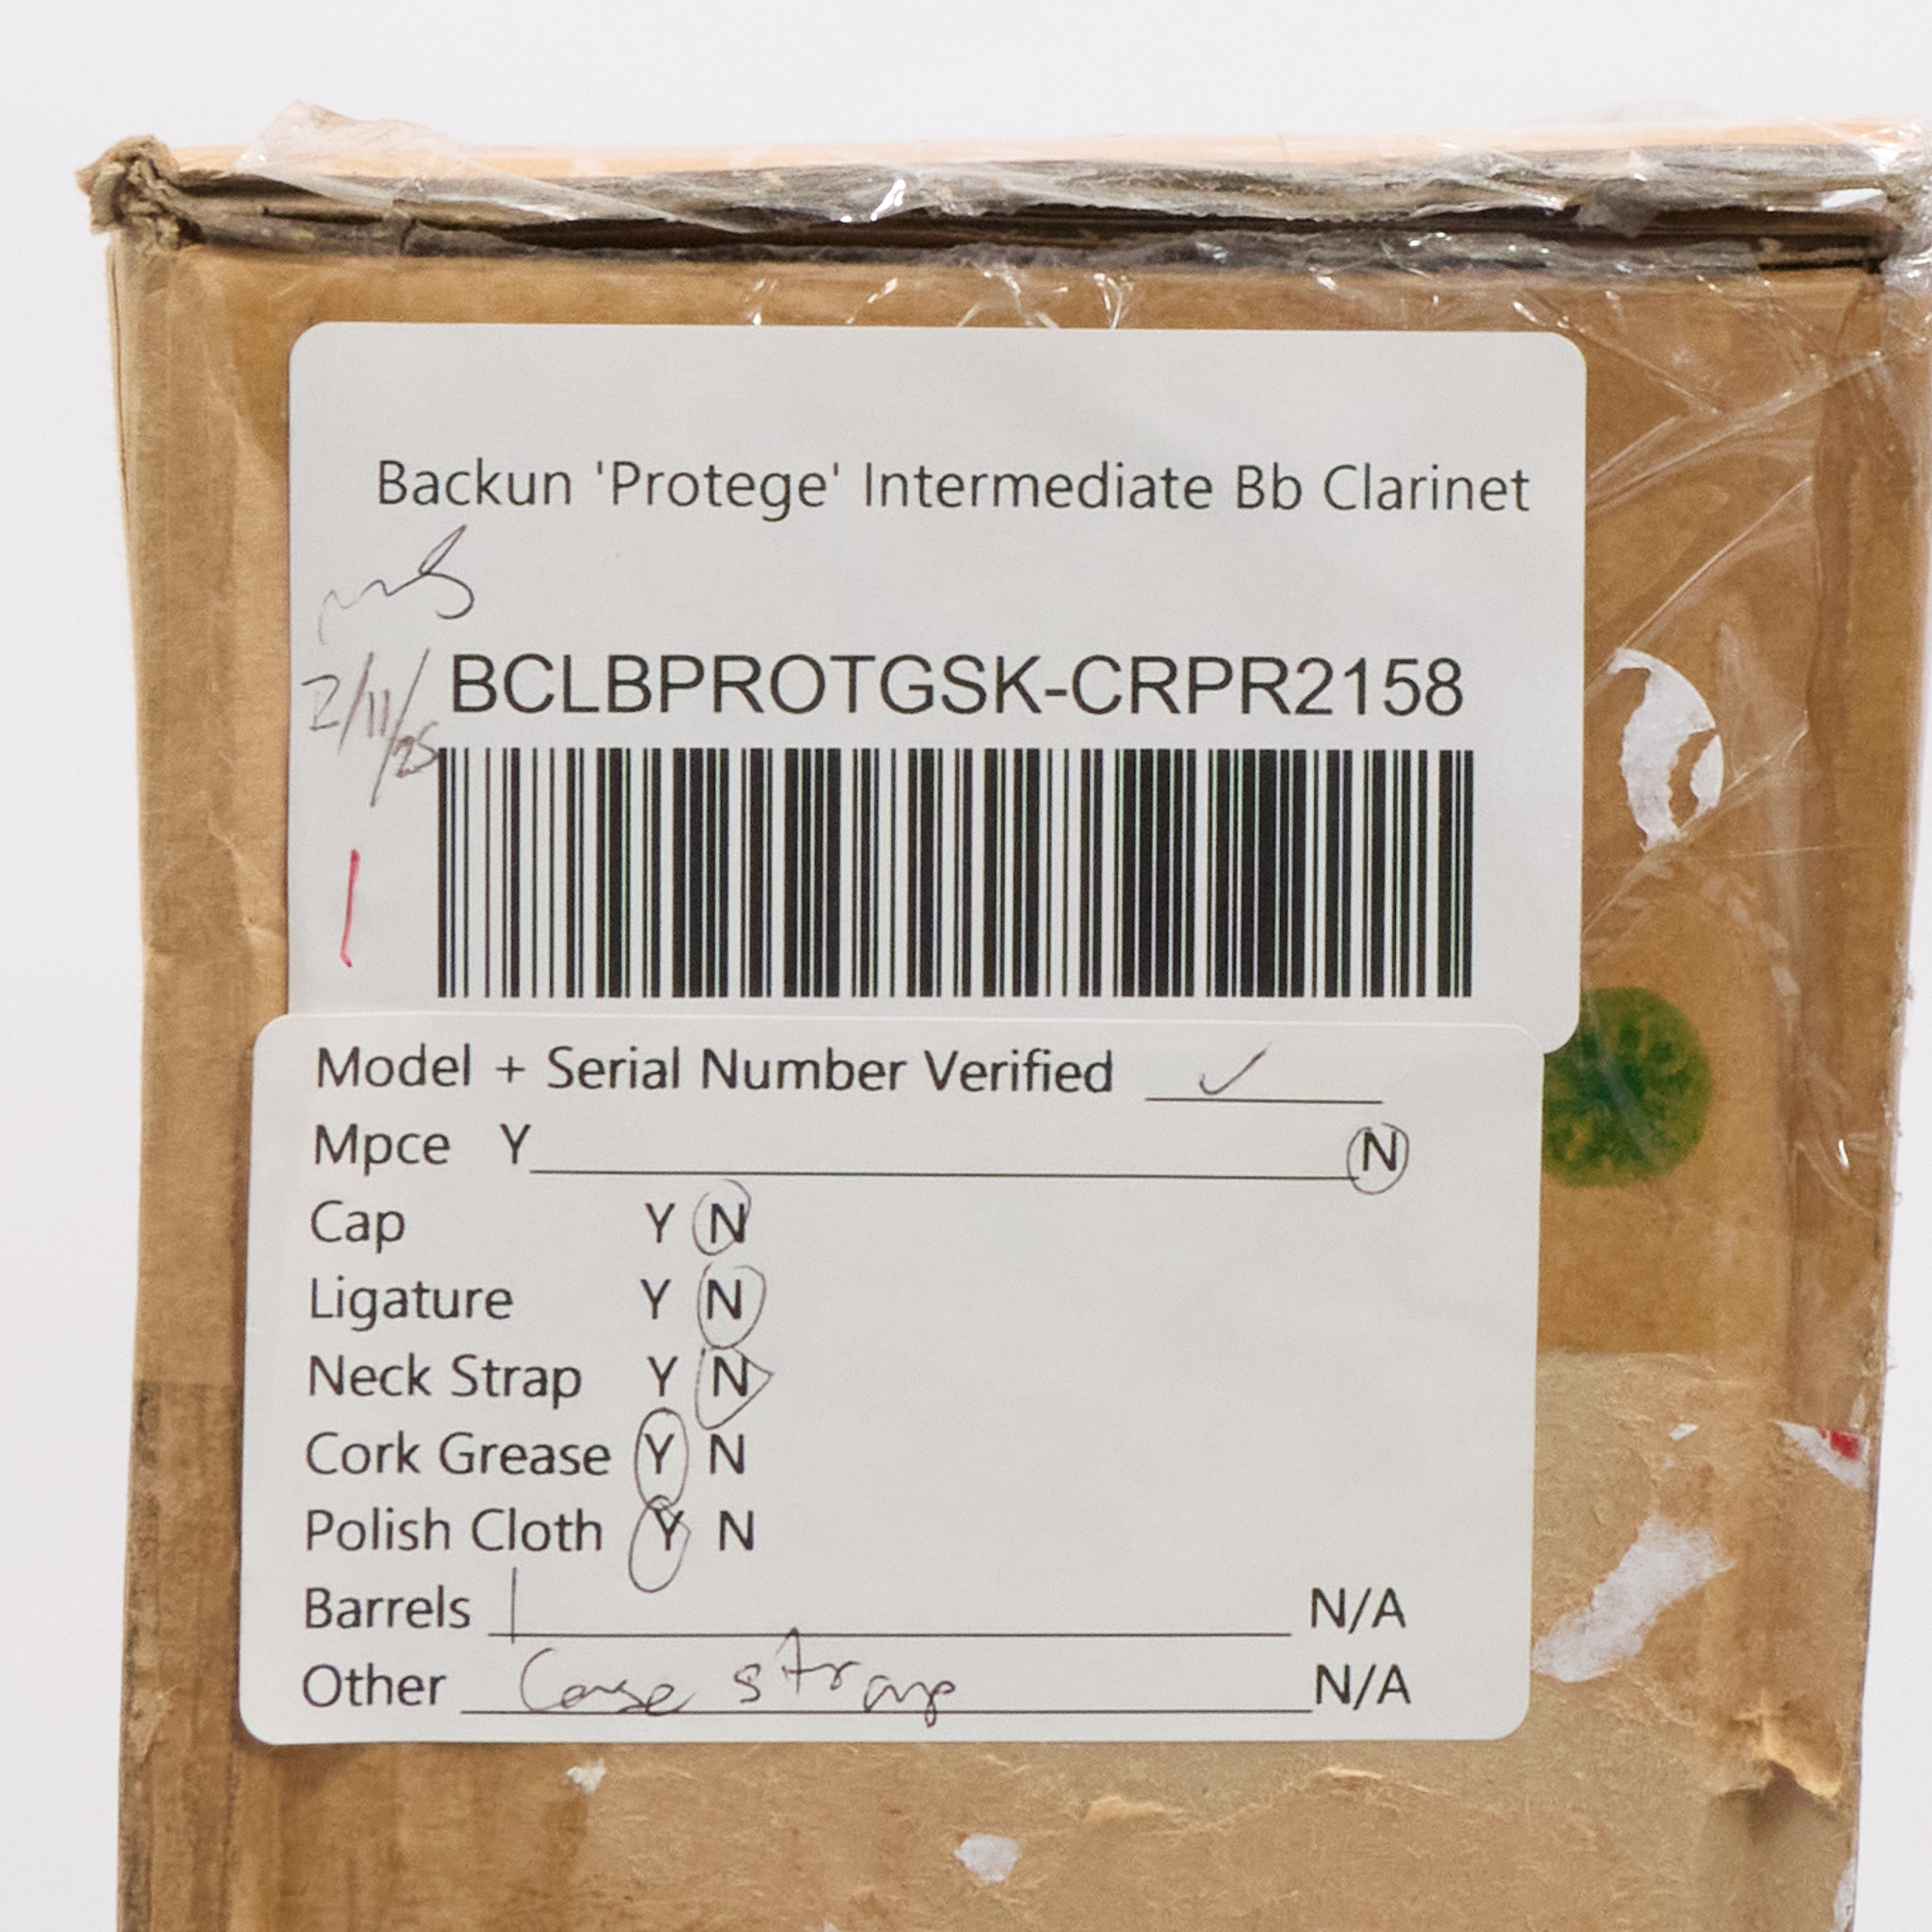 Backun 'Protege' Intermediate Bb Clarinet
BCLBPROTGSK-CRPR2158
2/11/25
Model + Serial Number Verified ✓
Mpce Y N
Cap Y N
Ligature Y N
Neck Strap Y N
Cork Grease Y N
Polish Cloth Y N
Barrels 1 N/A
Other Case strap N/A